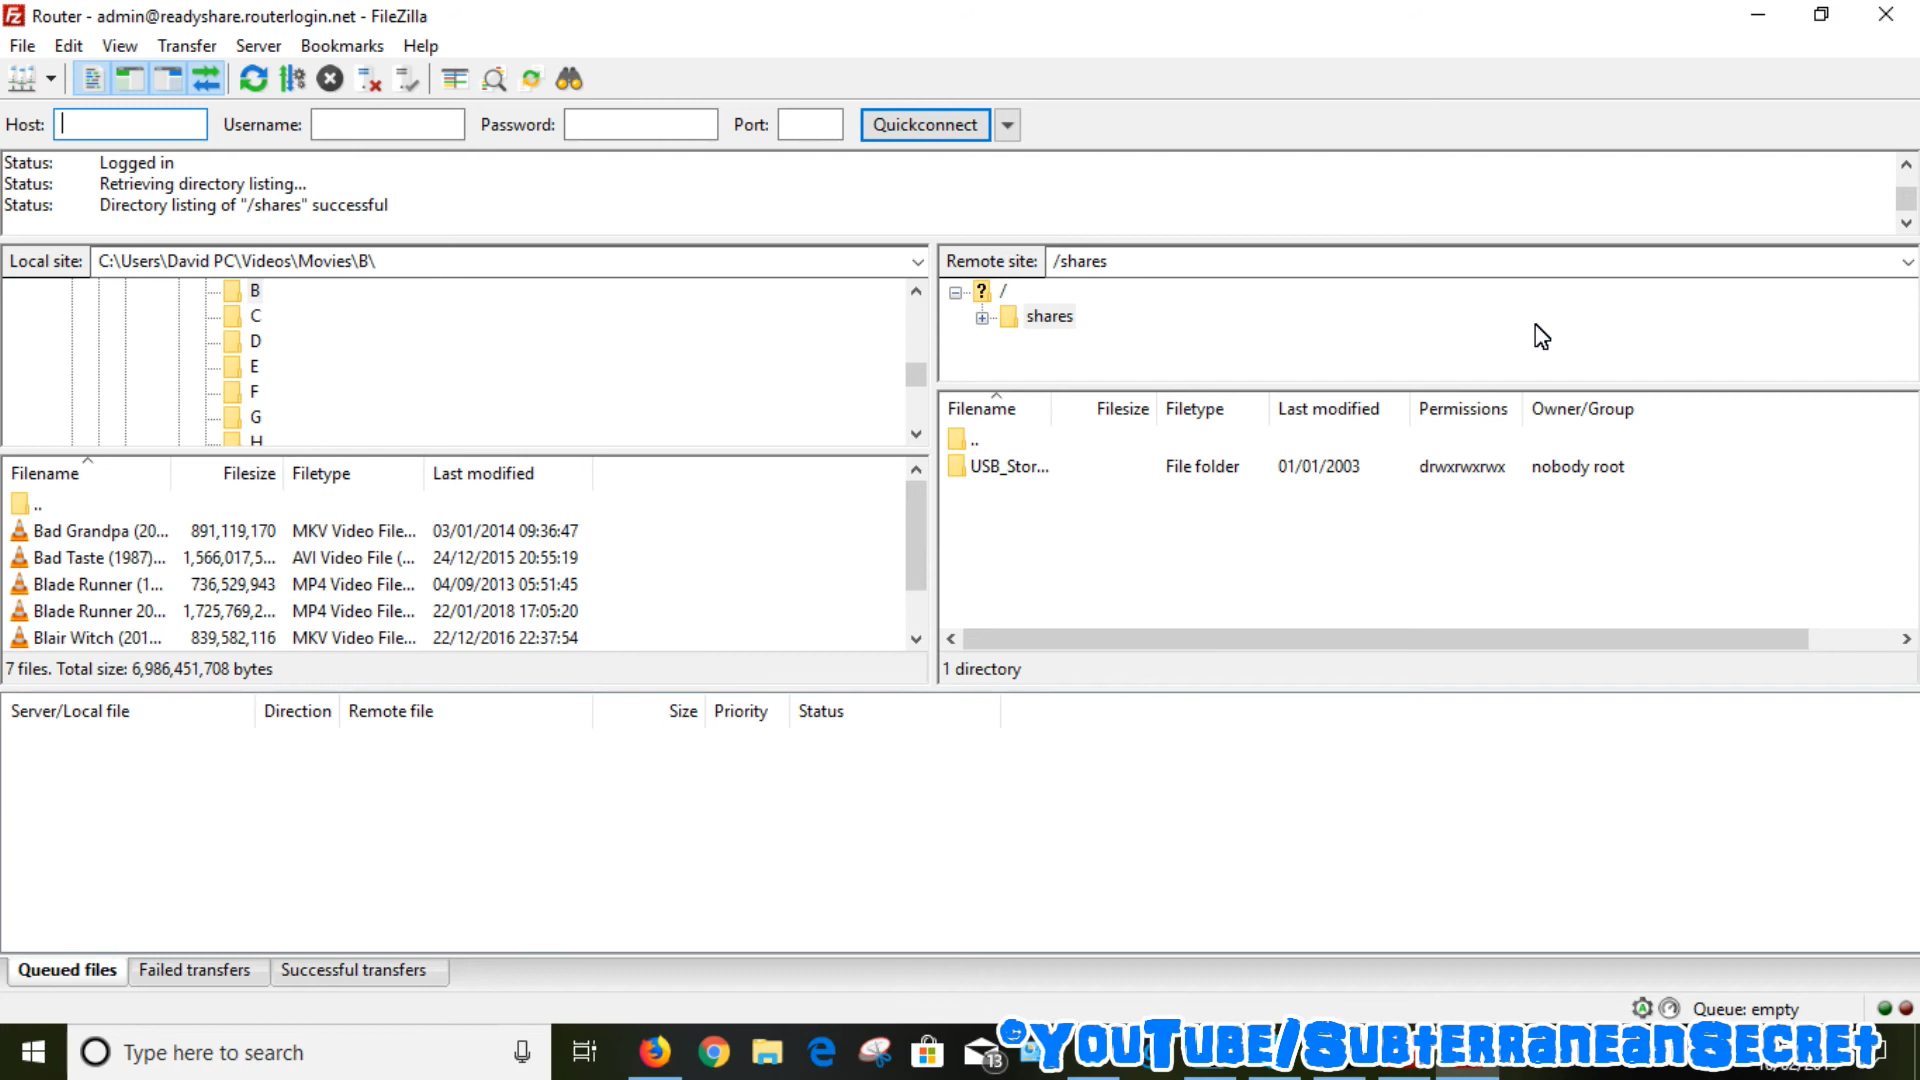 Router - admin@readyshare.routerlogin.net - FileZilla
File Edit View Transfer Server Bookmarks Help
Host: Username: Password: Port: Quickconnect
Status: Logged in
Status: Retrieving directory listing...
Status: Directory listing of "/shares" successful
Local site: C:\Users\David PC\Videos\Movies\B\
Remote site: /shares
B
C
D
E
F
G
H
? /
shares
Filename Filesize Filetype Last modified
..
Bad Grandpa (20... 891,119,170 MKV Video File... 03/01/2014 09:36:47
Bad Taste (1987)... 1,566,017,5... AVI Video File (... 24/12/2015 20:55:19
Blade Runner (1... 736,529,943 MP4 Video File... 04/09/2013 05:51:45
Blade Runner 20... 1,725,769,2... MP4 Video File... 22/01/2018 17:05:20
Blair Witch (201... 839,582,116 MKV Video File... 22/12/2016 22:37:54
7 files. Total size: 6,986,451,708 bytes
Filename Filesize Filetype Last modified Permissions Owner/Group
..
USB_Stor... File folder 01/01/2003 drwxrwxrwx nobody root
1 directory
Server/Local file Direction Remote file Size Priority Status
Queued files Failed transfers Successful transfers
Queue: empty
Type here to search
13
©YouTube/SubterraneanSecret